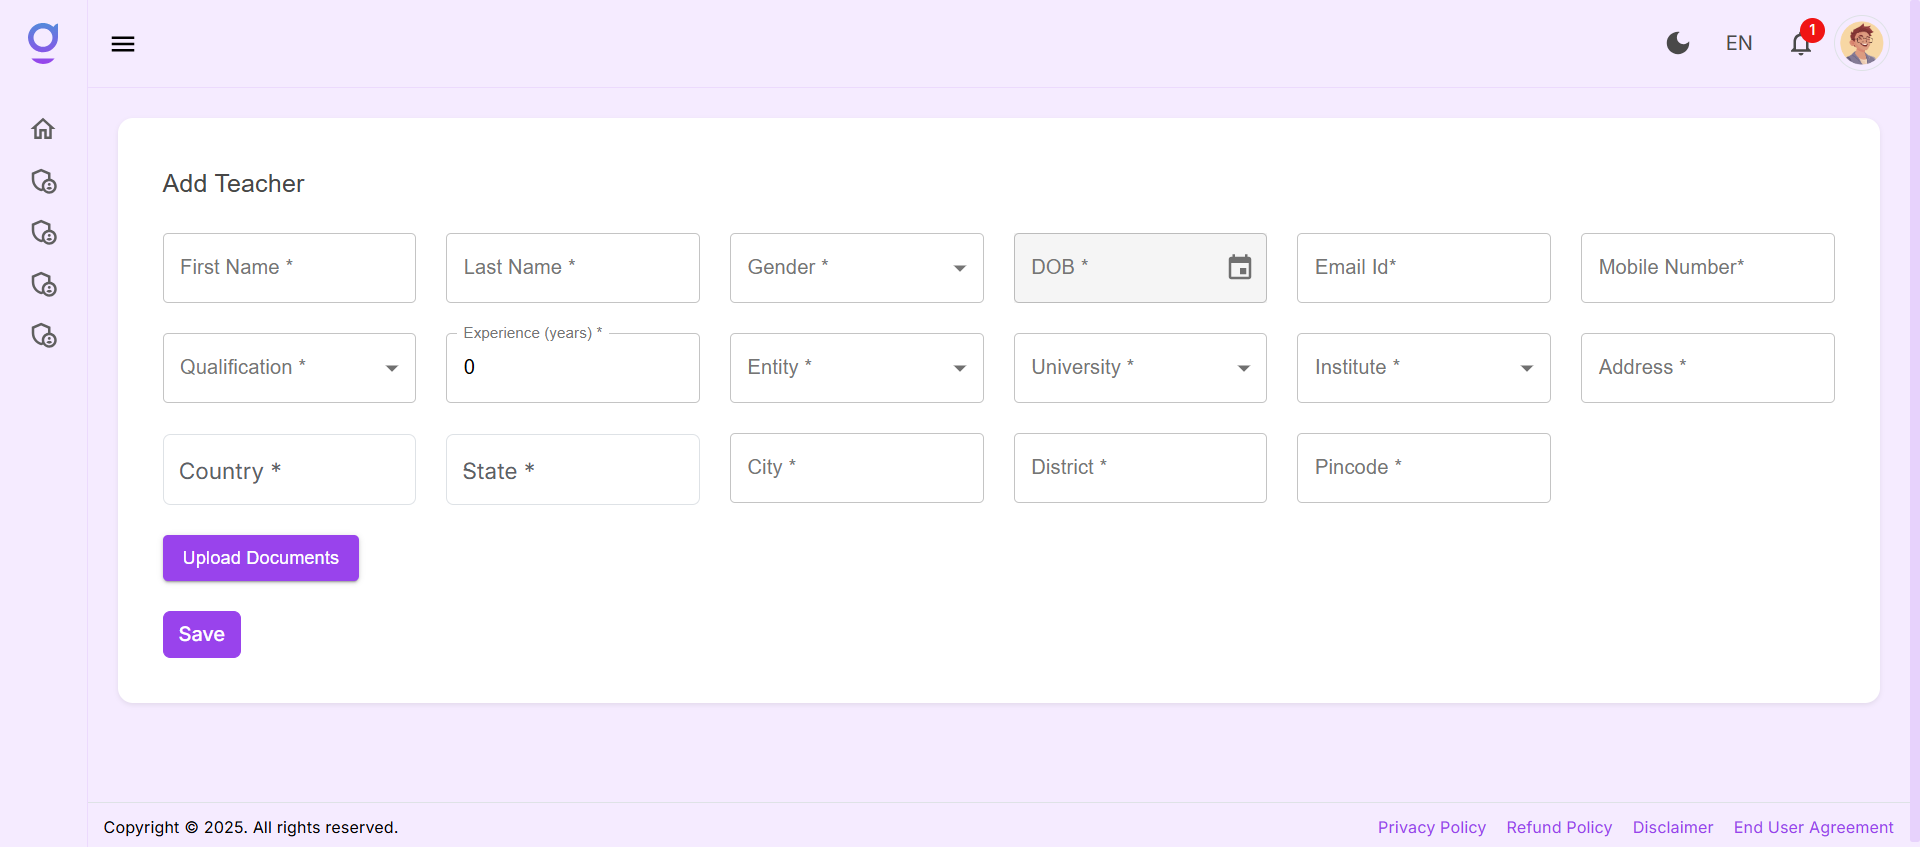 EN
1
Add Teacher
First Name *
Last Name *
Gender *
DOB *
Email Id*
Mobile Number*
Qualification *
Experience (years) *
0
Entity *
University *
Institute *
Address *
Country *
State *
City *
District *
Pincode *
Upload Documents
Save
Copyright © 2025. All rights reserved.
Privacy Policy
Refund Policy
Disclaimer
End User Agreement